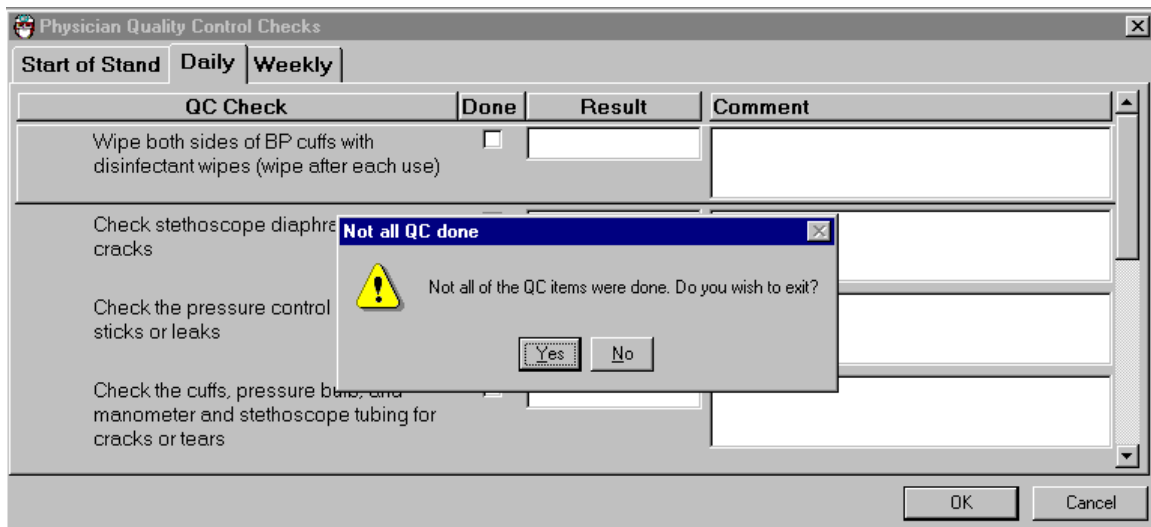 Physician Quality Control Checks
Start of Stand Daily Weekly
QC Check Done Result Comment
Wipe both sides of BP cuffs with
disinfectant wipes (wipe after each use)
Check stethoscope
cracks
Not all QC done
Not all of the QC items were done. Do you wish to exit?
Yes No
Check the pressure control
sticks or leaks
Check the cuffs, pressure bulb, and
manometer and stethoscope tubing for
cracks or tears
OK Cancel